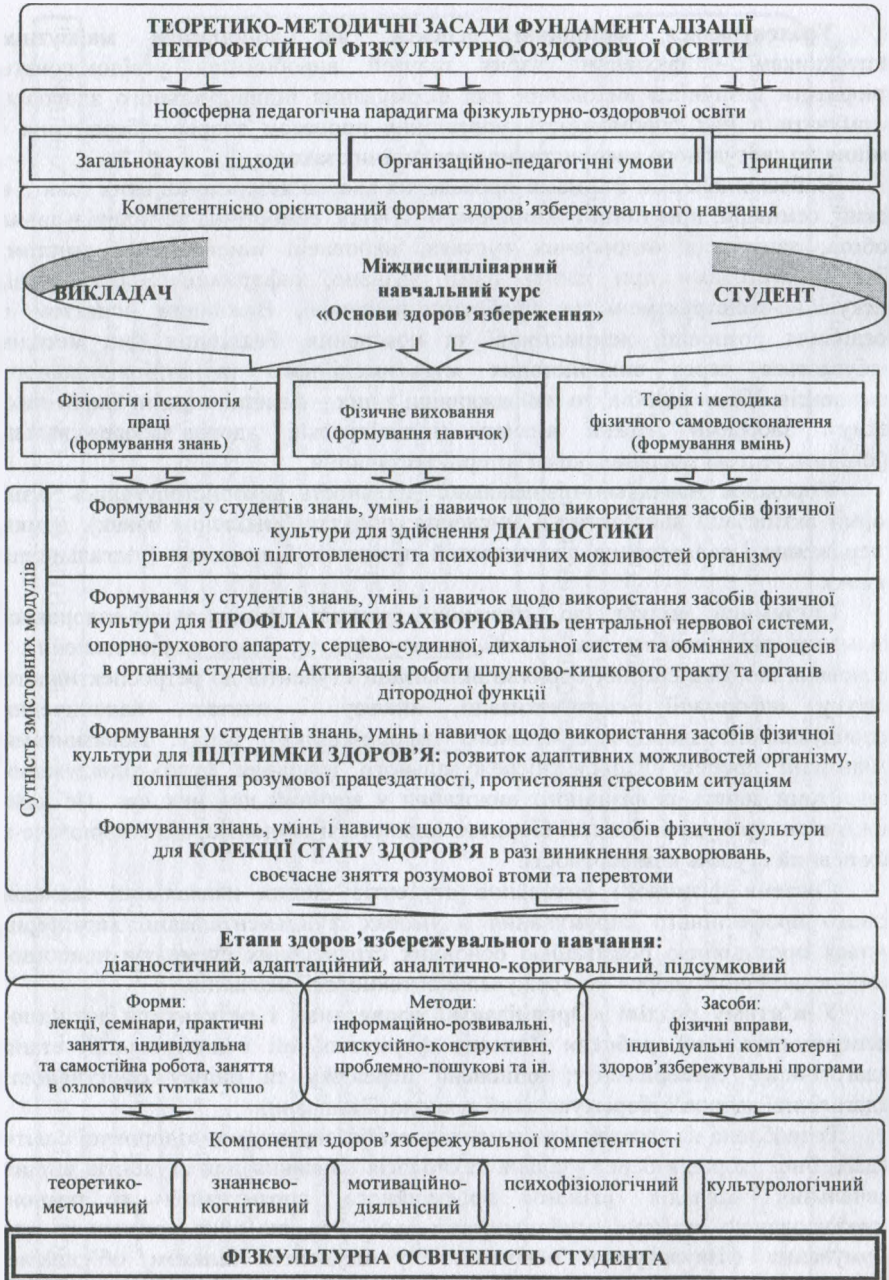 ТЕОРЕТИКО-МЕТОДИЧНІ ЗАСАДИ ФУНДАМЕНТАЛІЗАЦІЇ
НЕПРОФЕСІЙНОЇ ФІЗКУЛЬТУРНО-ОЗДОРОВЧОЇ ОСВІТИ
Ноосферна педагогічна парадигма фізкультурно-оздоровчої освіти
Загальнонаукові підходи
Організаційно-педагогічні умови
Принципи
Компетентнісно орієнтований формат здоров’язбережувального навчання
ВИКЛАДАЧ
Міждисциплінарний
навчальний курс
«Основи здоров’язбереження»
СТУДЕНТ
Фізіологія і психологія
праці
(формування знань)
Фізичне виховання
(формування навичок)
Теорія і методика
фізичного самовдосконалення
(формування вмінь)
Сутність змістовних модулів
Формування у студентів знань, умінь і навичок щодо використання засобів фізичної
культури для здійснення ДІАГНОСТИКИ
рівня рухової підготовленості та психофізичних можливостей організму
Формування у студентів знань, умінь і навичок щодо використання засобів фізичної
культури для ПРОФІЛАКТИКИ ЗАХВОРЮВАНЬ центральної нервової системи,
опорно-рухового апарату, серцево-судинної, дихальної систем та обмінних процесів
в організмі студентів. Активізація роботи шлунково-кишкового тракту та органів
дітородної функції
Формування у студентів знань, умінь і навичок щодо використання засобів фізичної
культури для ПІДТРИМКИ ЗДОРОВ’Я: розвиток адаптивних можливостей організму,
поліпшення розумової працездатності, протистояння стресовим ситуаціям
Формування знань, умінь і навичок щодо використання засобів фізичної культури
для КОРЕКЦІЇ СТАНУ ЗДОРОВ’Я в разі виникнення захворювань,
своєчасне зняття розумової втоми та перевтоми
Етапи здоров’язбережувального навчання:
діагностичний, адаптаційний, аналітично-коригувальний, підсумковий
Форми:
лекції, семінари, практичні
заняття, індивідуальна
та самостійна робота, заняття
в оздоровчих секціях тощо
Методи:
інформаційно-розвивальні,
дискусійно-конструктивні,
проблемно-пошукові та ін.
Засоби:
фізичні вправи,
індивідуальні комп’ютерні
здоров’язбережувальні програми
Компоненти здоров’язбережувальної компетентності
теоретико-
методичний
знаннєво-
когнітивний
мотиваційно-
діяльнісний
психофізіологічний
культурологічний
ФІЗКУЛЬТУРНА ОСВІЧЕНІСТЬ СТУДЕНТА